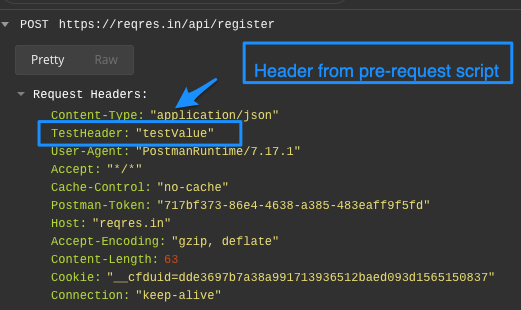 POST https://reqres.in/api/register
Pretty Raw
Header from pre-request script
Request Headers:
Content-Type: "application/json"
TestHeader: "testValue"
User-Agent: "PostmanRuntime/7.17.1"
Accept: "*/*"
Cache-Control: "no-cache"
Postman-Token: "717bf373-86e4-4638-a385-483eaff9f5fd"
Host: "reqres.in"
Accept-Encoding: "gzip, deflate"
Content-Length: 63
Cookie: "__cfduid=dde3697b7a38a991713936512baed093d1565150837"
Connection: "keep-alive"